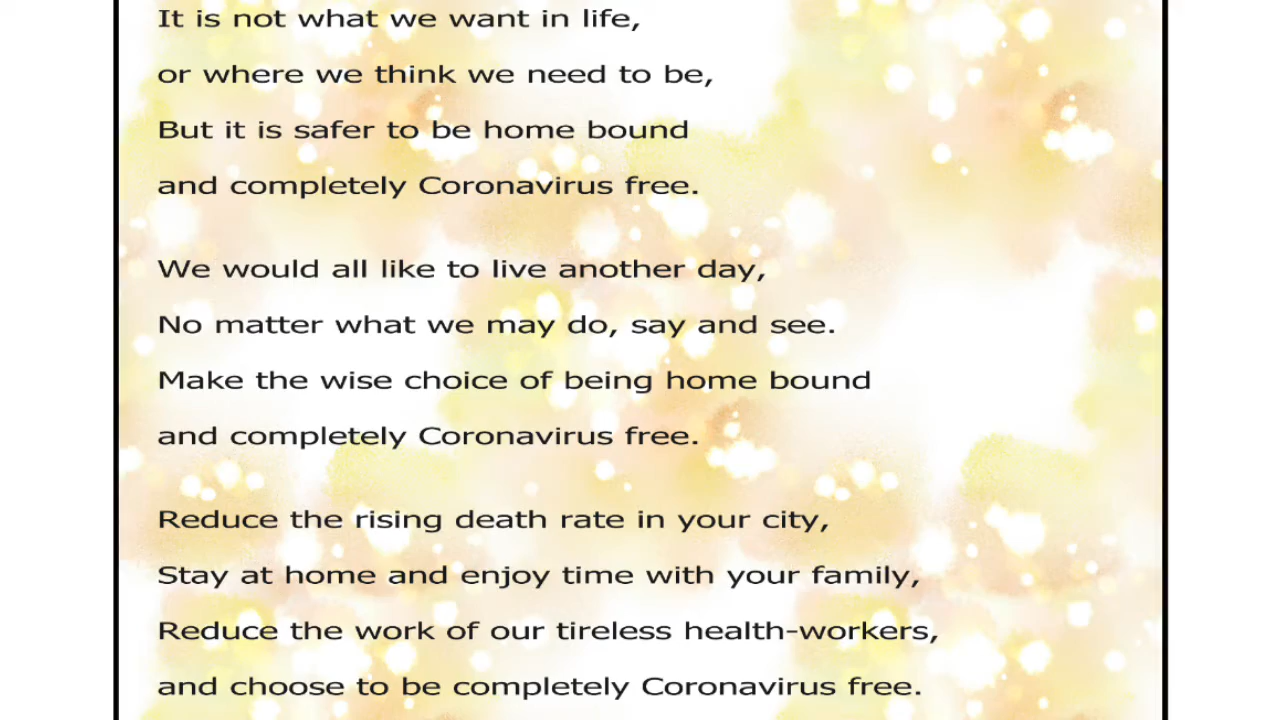 It is not what we want in life,
or where we think we need to be,
But it is safer to be home bound
and completely Coronavirus free.
We would all like to live another day,
No matter what we may do, say and see.
Make the wise choice of being home bound
and completely Coronavirus free.
Reduce the rising death rate in your city,
Stay at home and enjoy time with your family,
Reduce the work of our tireless health-workers,
and choose to be completely Coronavirus free.